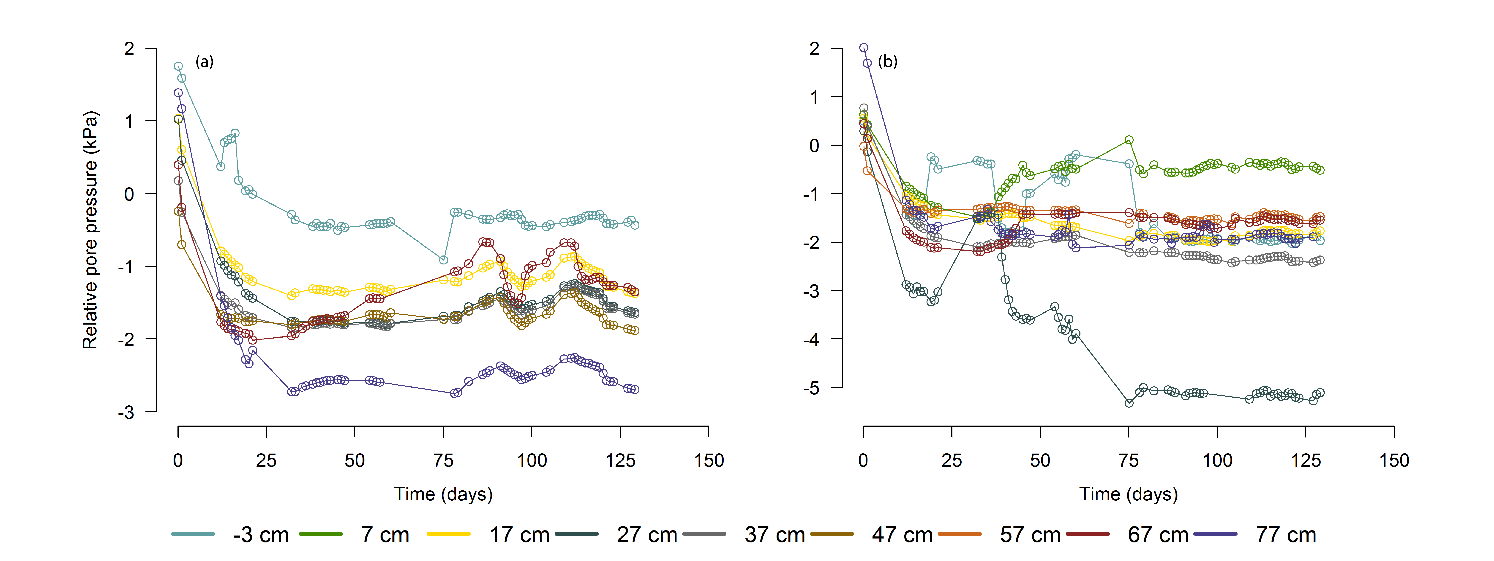 (a)
Relative pore pressure (kPa)
2
1
0
-1
-2
-3
0 25 50 75 100 125 150
Time (days)
(b)
2
1
0
-1
-2
-3
-4
-5
0 25 50 75 100 125 150
Time (days)
-3 cm 7 cm 17 cm 27 cm 37 cm 47 cm 57 cm 67 cm 77 cm